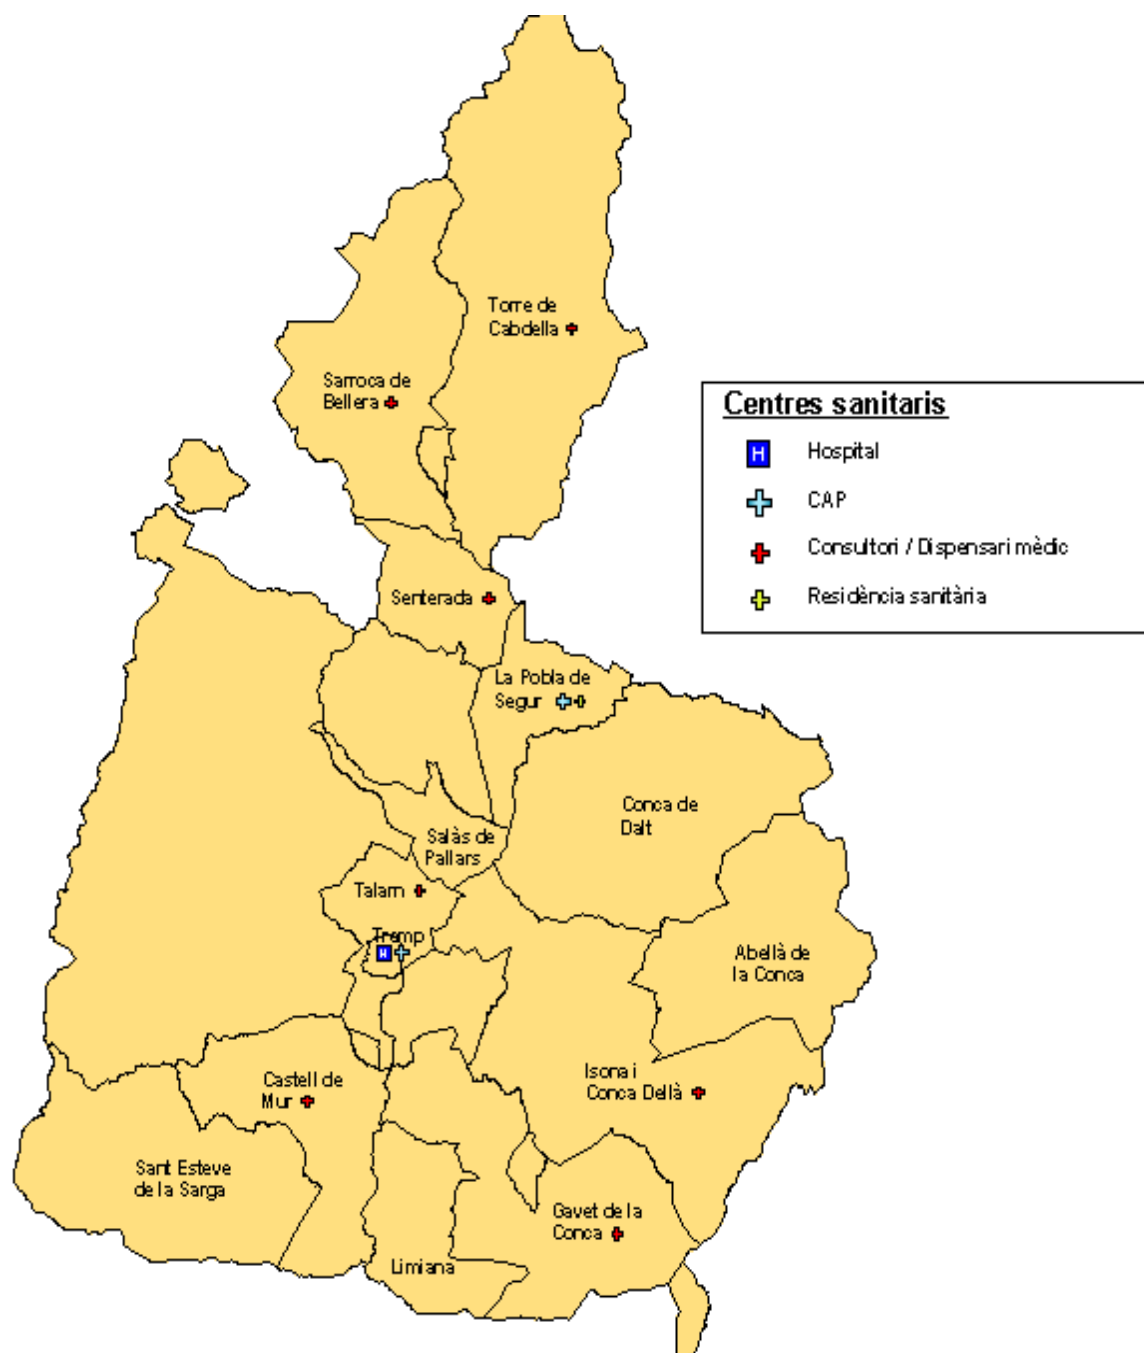 Torre de
Cabdella
Sarroca de
Bellera
Centres sanitaris
H
Hospital
CAP
Consultori / Dispensari mèdic
Residència sanitària
Senterada
La Pobla de
Segur
Conca de
Dalt
Salàs de
Pallars
Talarn
Tremp
H
Abellà de
la Conca
Isona i
Conca Dellà
Castell de
Mur
Sant Esteve
de la Sarga
Gavet de la
Conca
Limiana